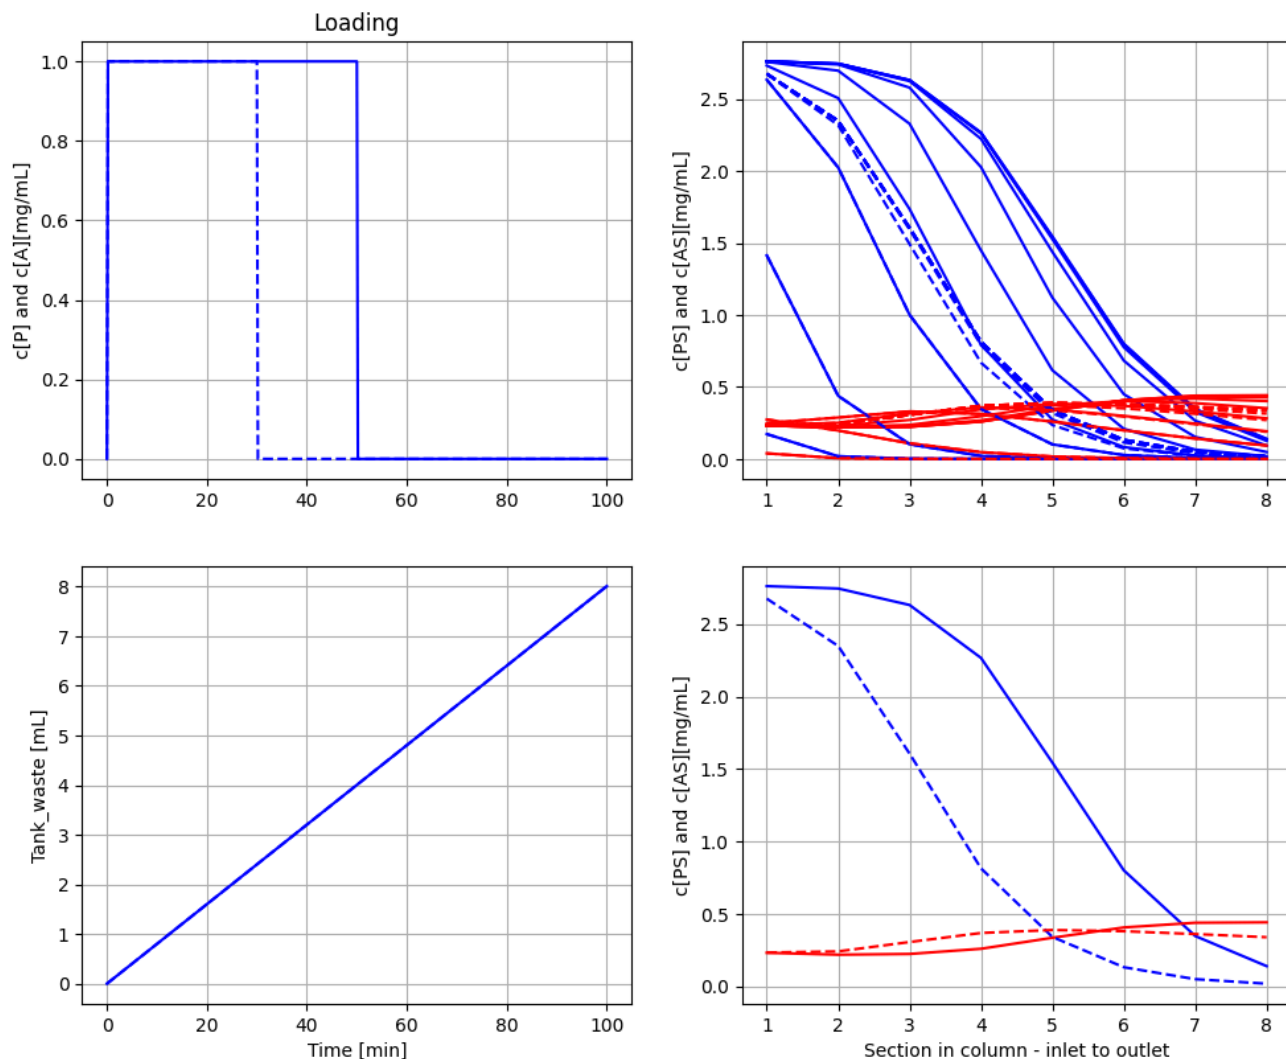 Loading
c[P] and c[A][mg/mL]
1.0
0.8
0.6
0.4
0.2
0.0
0 20 40 60 80 100
c[PS] and c[AS][mg/mL]
2.5
2.0
1.5
1.0
0.5
0.0
1 2 3 4 5 6 7 8
Tank_waste [mL]
8
7
6
5
4
3
2
1
0
0 20 40 60 80 100
Time [min]
c[PS] and c[AS][mg/mL]
2.5
2.0
1.5
1.0
0.5
0.0
1 2 3 4 5 6 7 8
Section in column - inlet to outlet